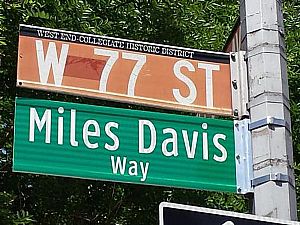 WEST END-COLLEGIATE HISTORIC DISTRICT
W 77 ST
Miles Davis
Way